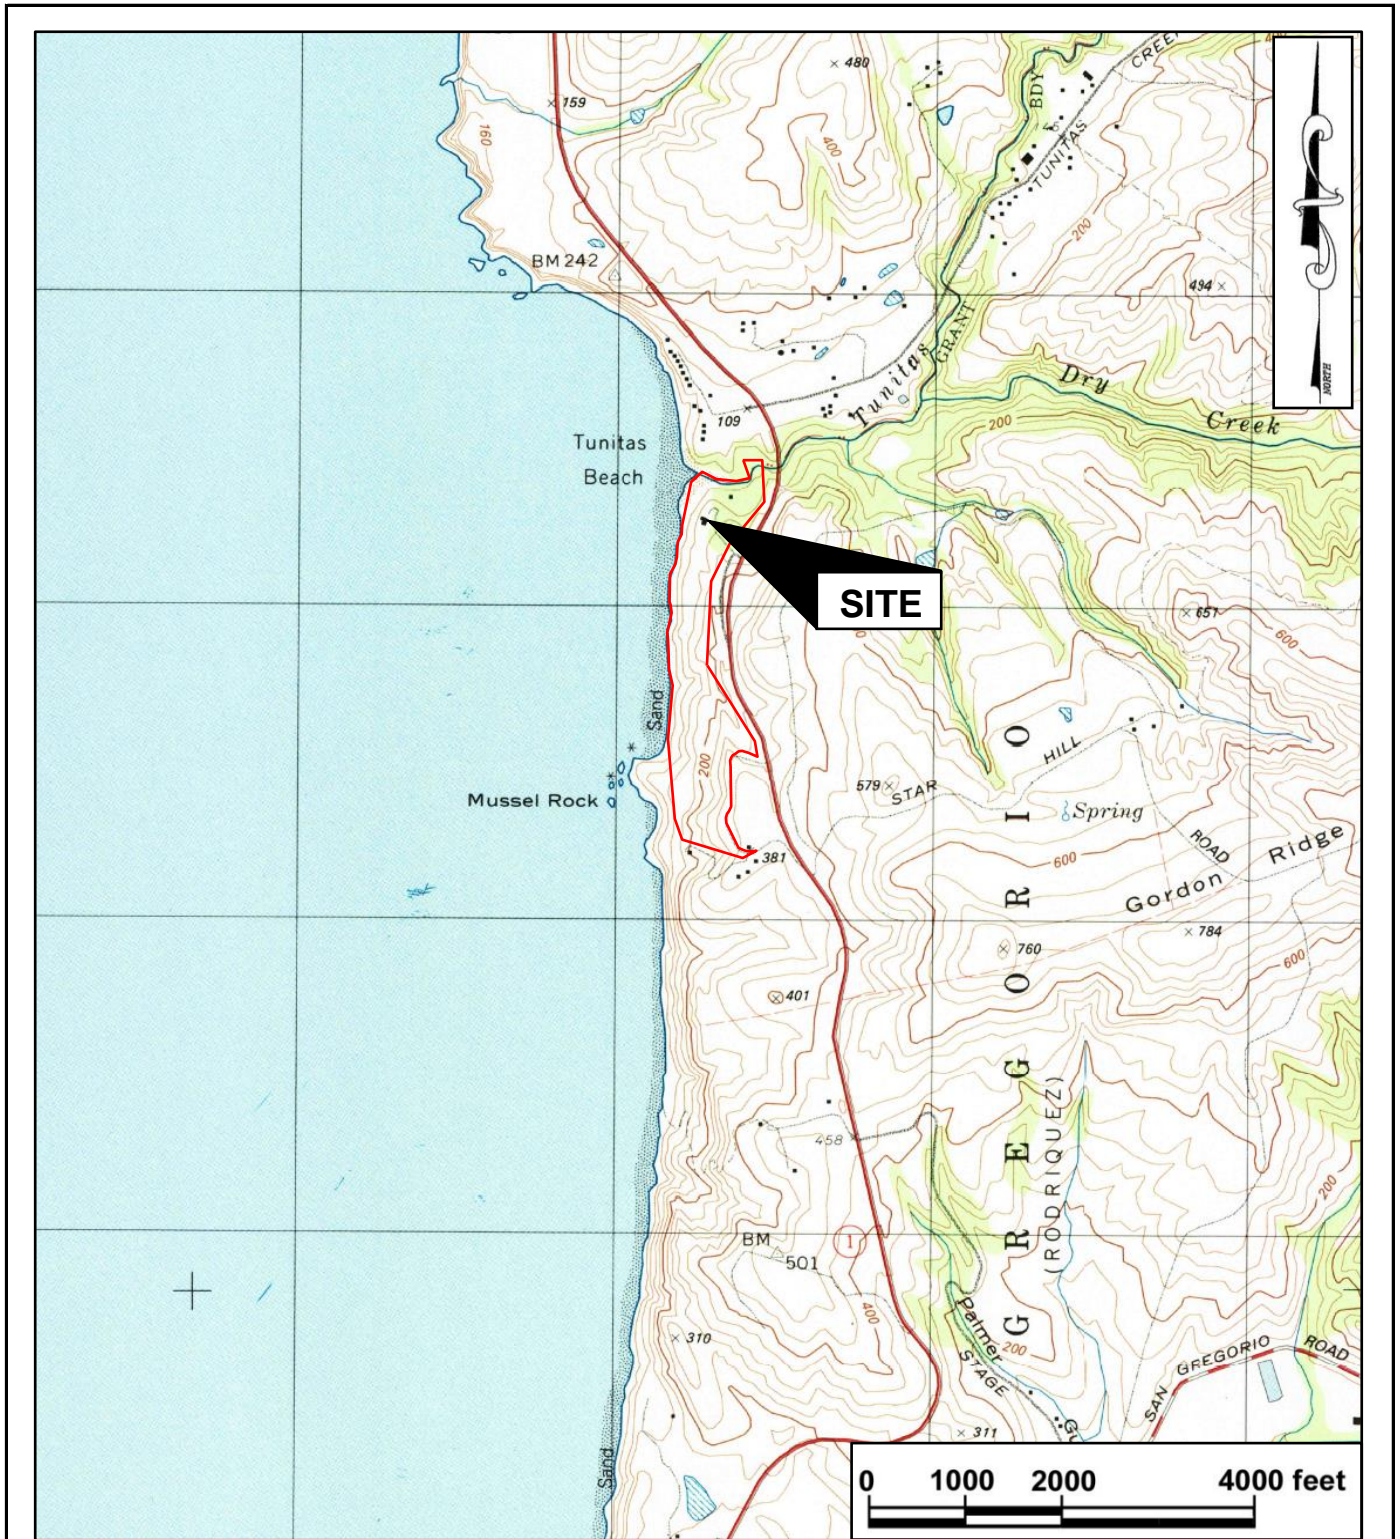 480
CREEK
159
BDY
160
400
46
TUNITAS
200
BM 242
494
NORTH
GRANT
Tunitas
Dry
Creek
109
200
Tunitas
Beach
SITE
651
600
Sand
200
O
HILL
579
STAR
Mussel Rock
I
Spring
ROAD
Ridge
381
600
Gordon
R
784
760
O
600
401
G
(RODRIQUEZ)
458
E
200
BM
501
1
R
400
Palmer
G
310
200
STAGE
GREGORIO
ROAD
SAN
311
Gu
Sand
0 1000 2000 4000 feet